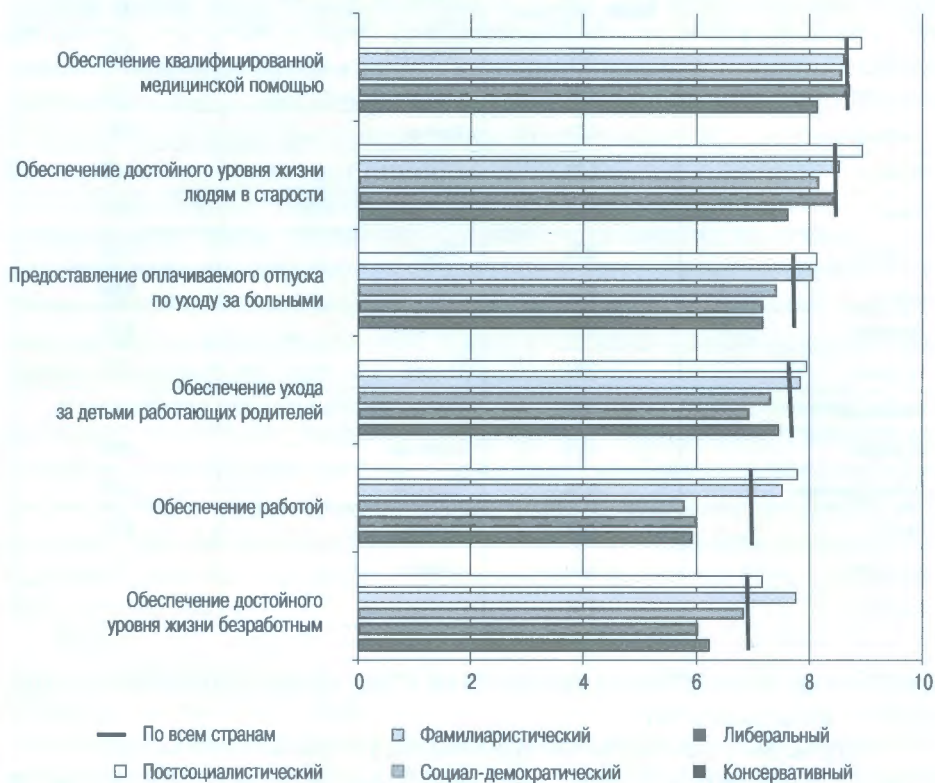 Обеспечение квалифицированной
медицинской помощью
Обеспечение достойного уровня жизни
людям в старости
Предоставление оплачиваемого отпуска
по уходу за больными
Обеспечение ухода
за детьми работающих родителей
Обеспечение работой
Обеспечение достойного
уровня жизни безработным
0 2 4 6 8 10
По всем странам Фамилиаристический Либеральный
Постсоциалистический Социал-демократический Консервативный